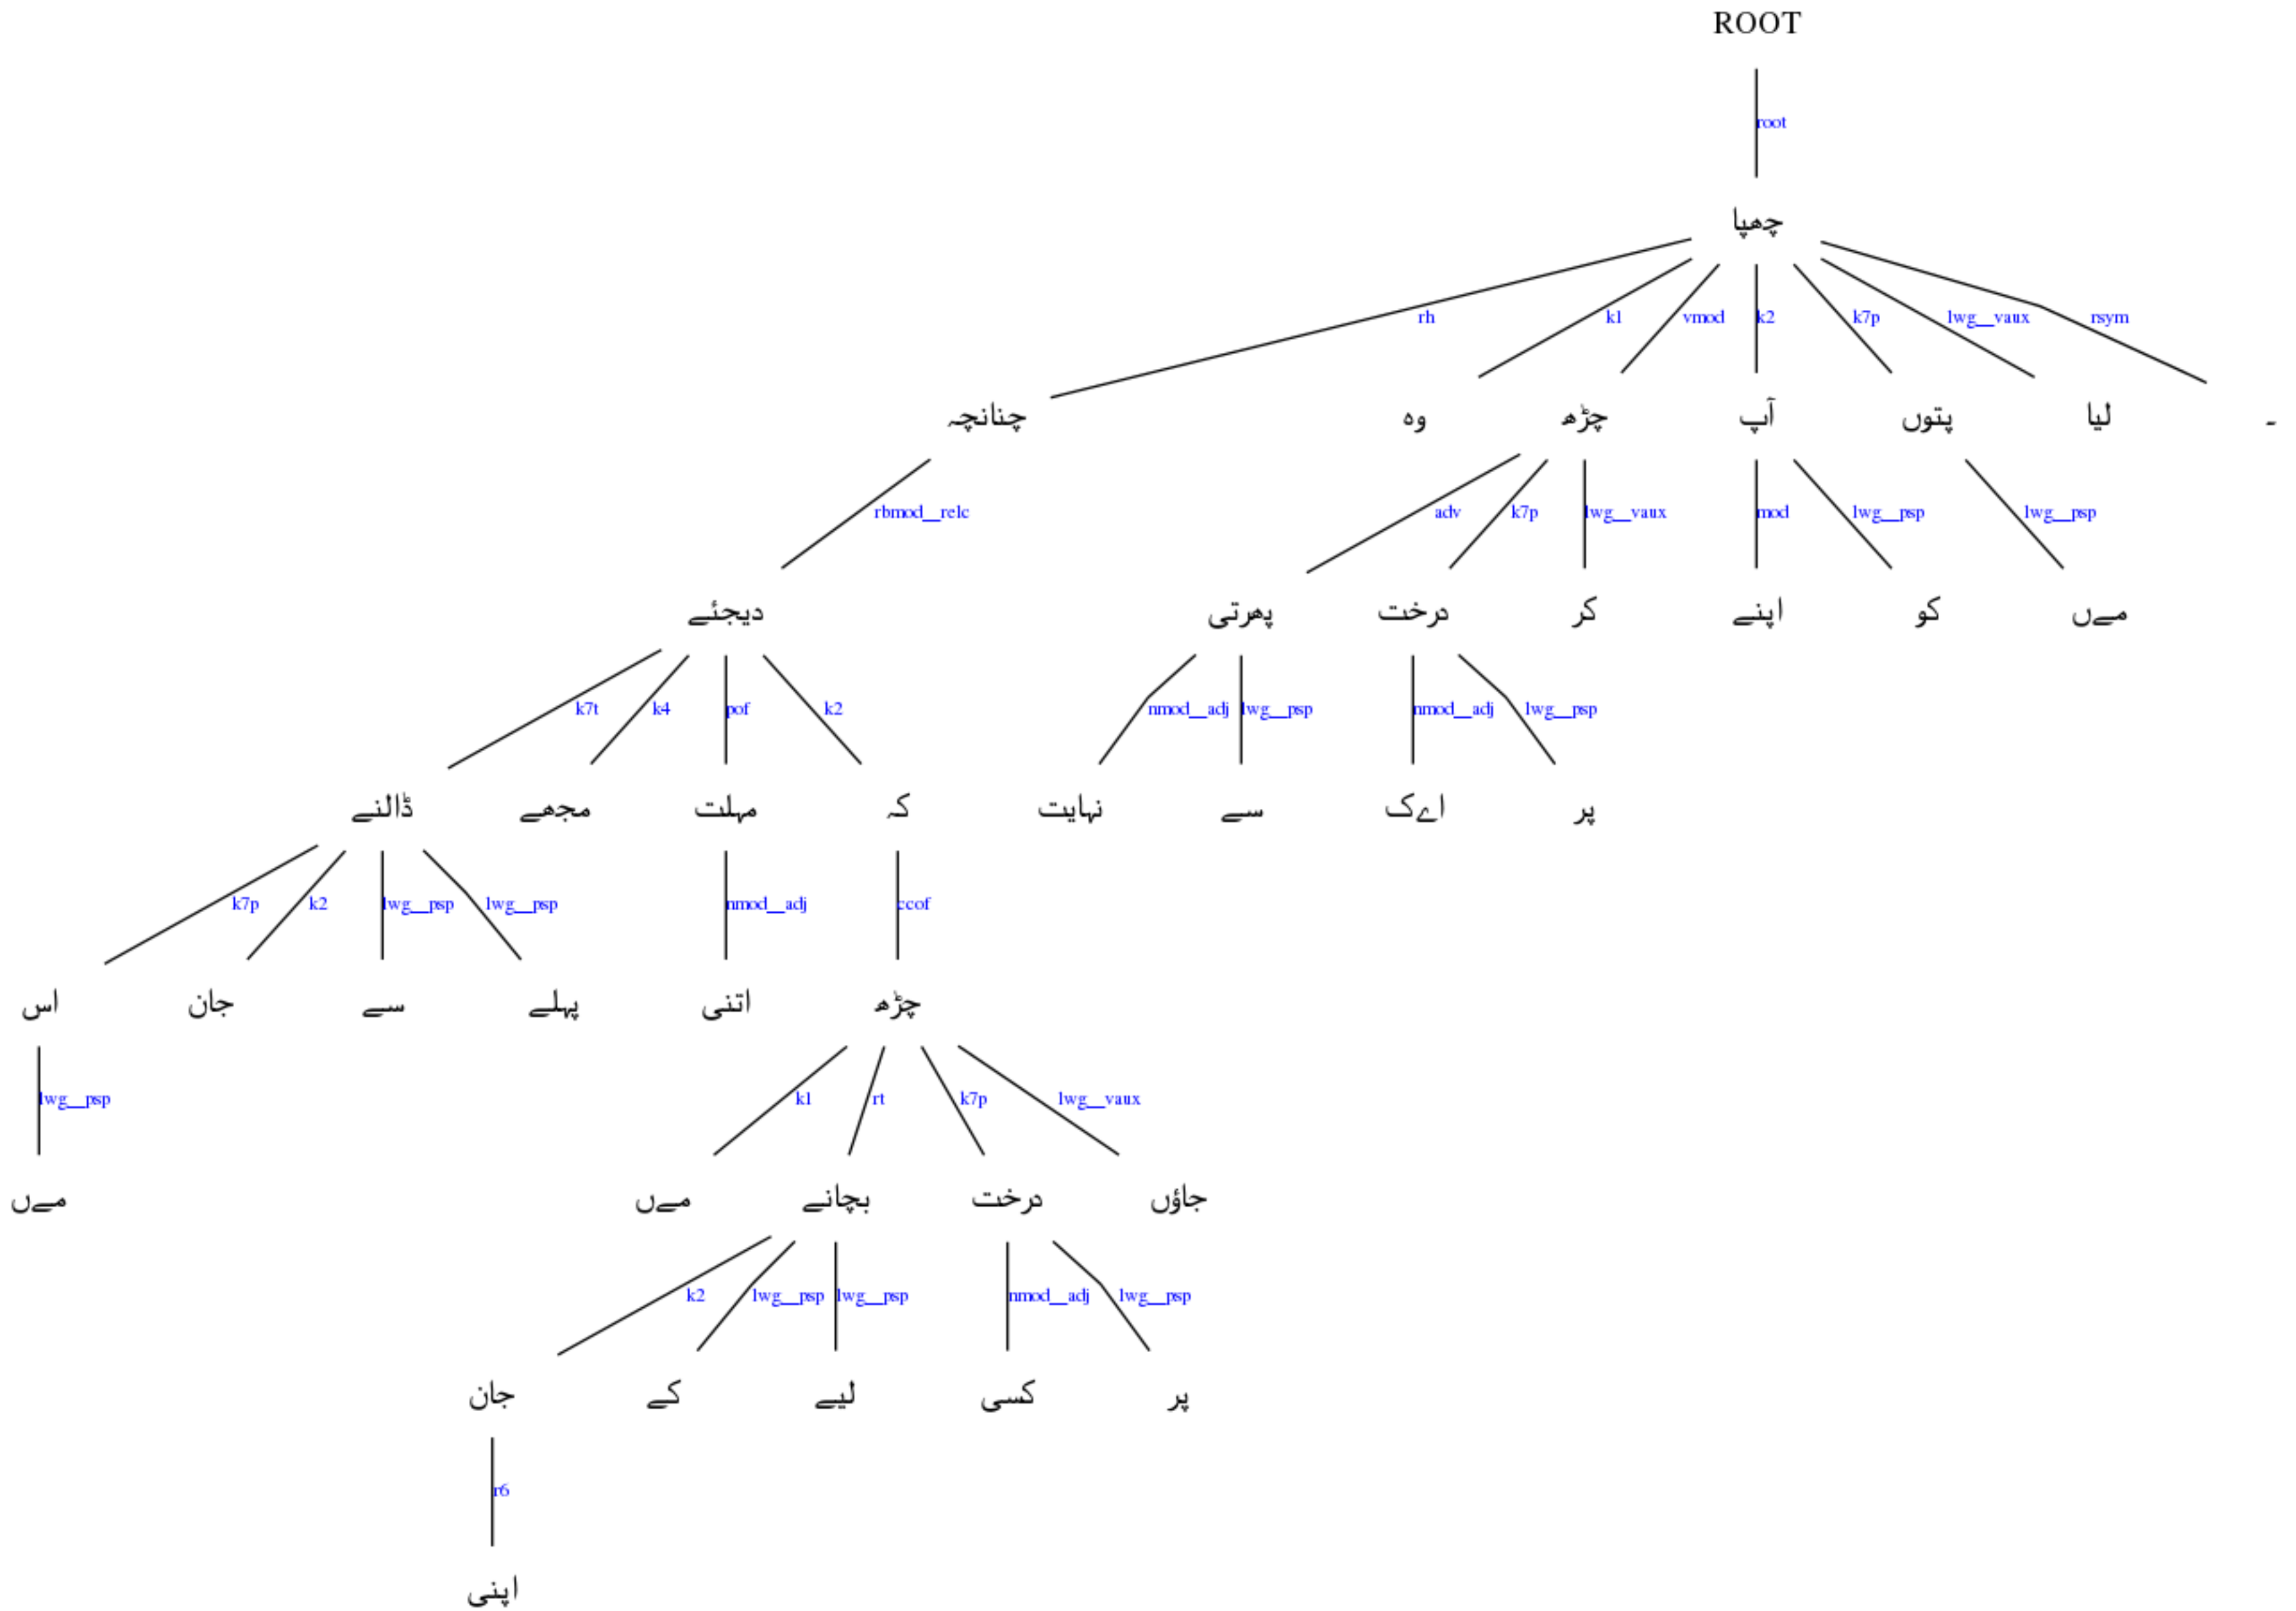 ROOT
root
چھپا
rh k1 vmod k2 k7p lwg__vaux rsym
چنانچہ وہ چڑھ آپ پتوں لیا ۔
rbmod__relc adv k7p lwg__vaux mod lwg__psp lwg__psp
دیجئے پھرتی درخت کر اپنے کو مےں
k7t k4 pof k2 nmod__adj lwg__psp nmod__adj lwg__psp
ڈالنے مجھے مہلت کہ نہایت سے اےک پر
k7p k2 lwg__psp lwg__psp nmod__adj ccof
اس جان سے پہلے اتنی چڑھ
lwg__psp k1 rt k7p lwg__vaux
مےں مےں بچانے درخت جاؤں
k2 lwg__psp lwg__psp nmod__adj lwg__psp
جان کے لیے کسی پر
r6
اپنی